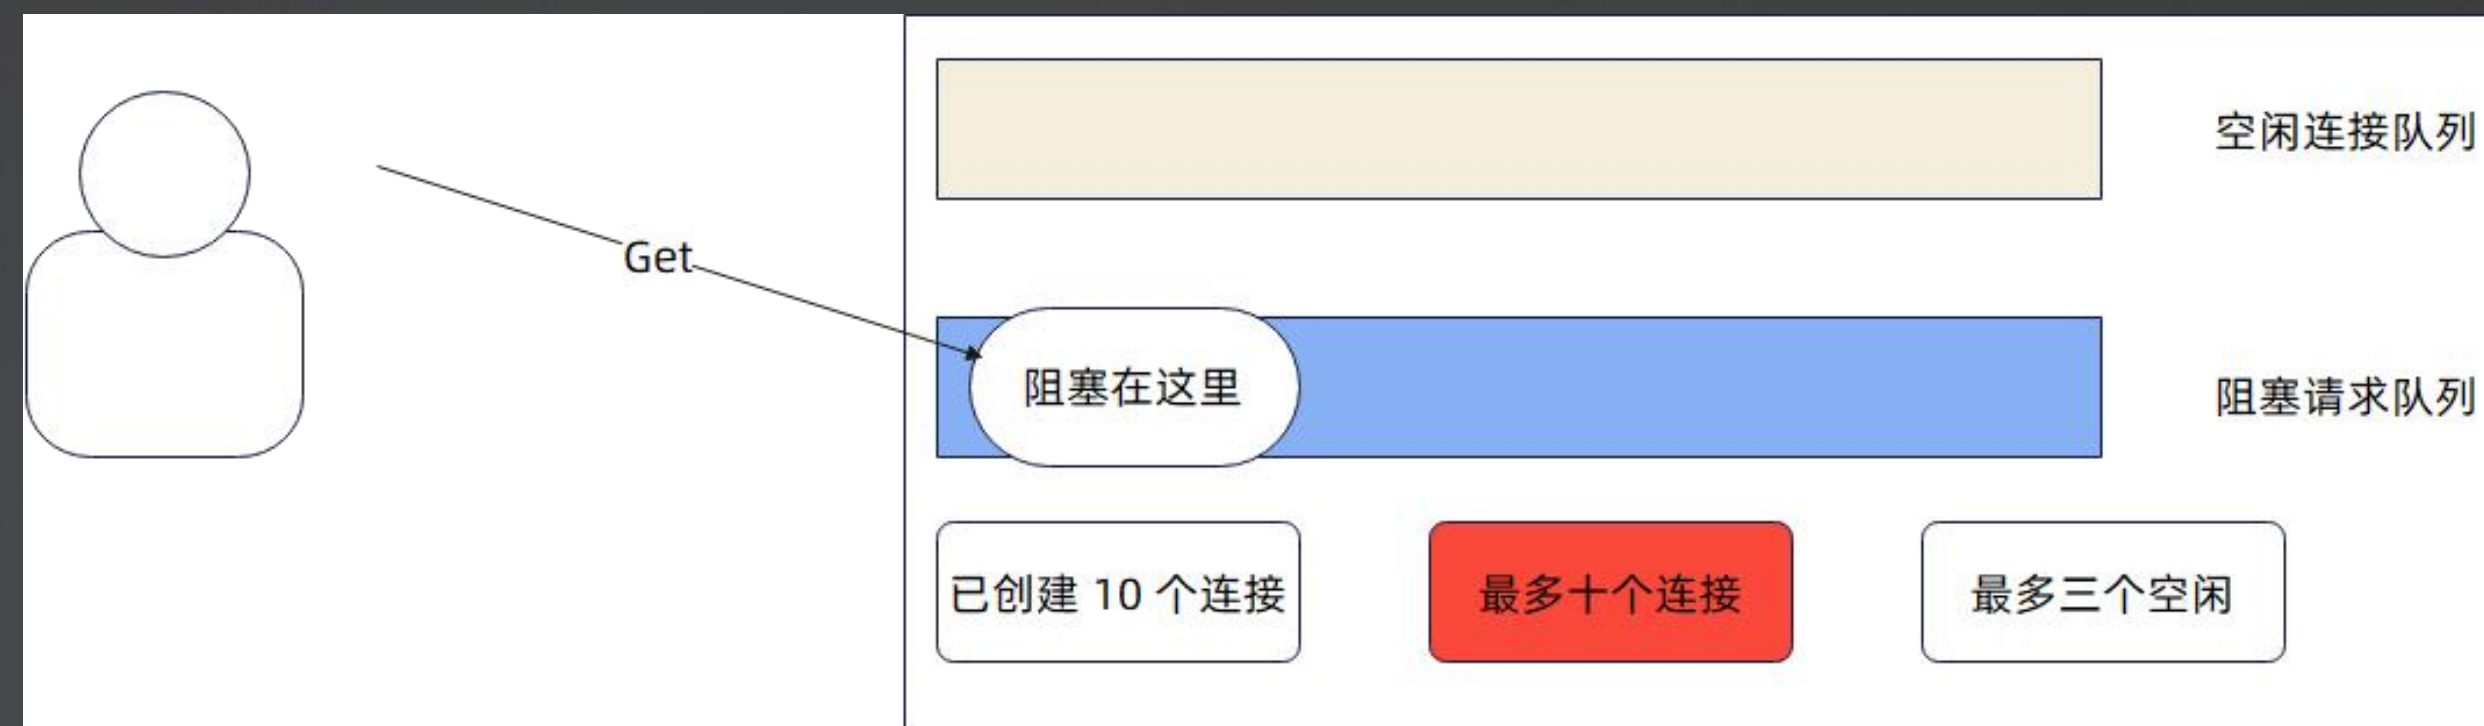 空闲连接队列
Get
阻塞在这里
阻塞请求队列
已创建 10 个连接
最多十个连接
最多三个空闲